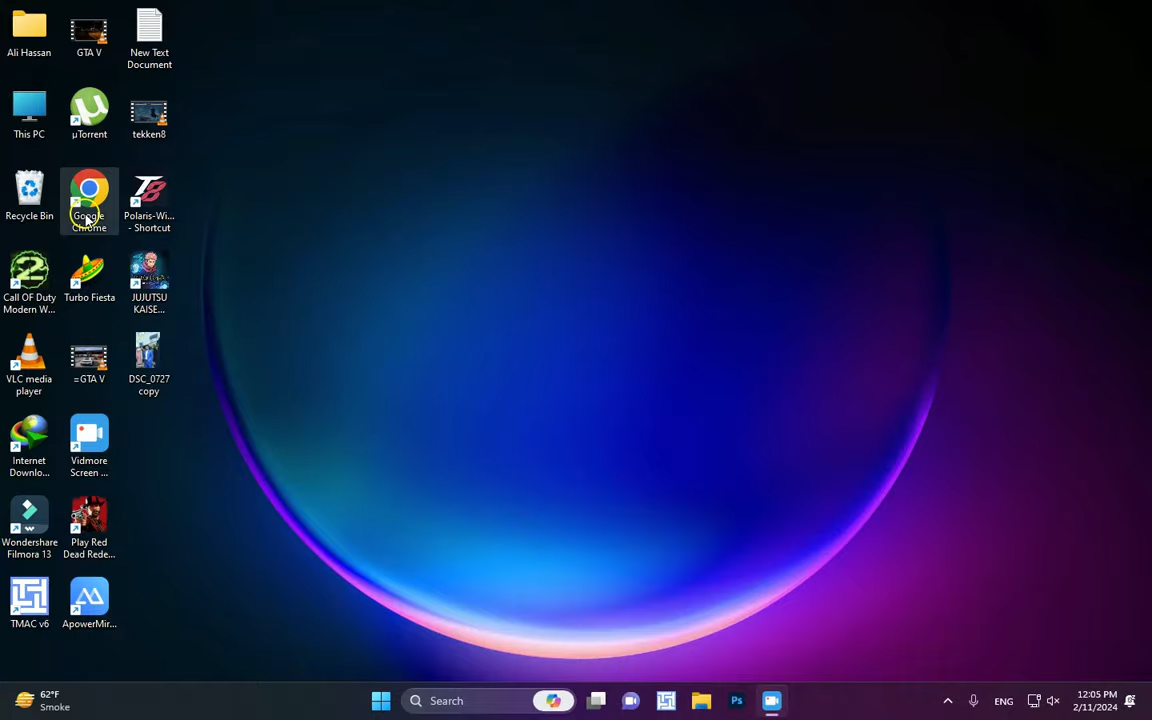 Ali Hassan
GTA V
New Text
Document
This PC
µTorrent
tekken8
Recycle Bin
Google
Chrome
Polaris-Wi...
- Shortcut
Call OF Duty
Modern W...
Turbo Fiesta
JUJUTSU
KAISE...
VLC media
player
=GTA V
DSC_0727
copy
Internet
Downlo...
Vidmore
Screen ...
Wondershare
Filmora 13
Play Red
Dead Rede...
TMAC v6
ApowerMir...
62°F
Smoke
Search
Ps
ENG
12:05 PM
2/11/2024